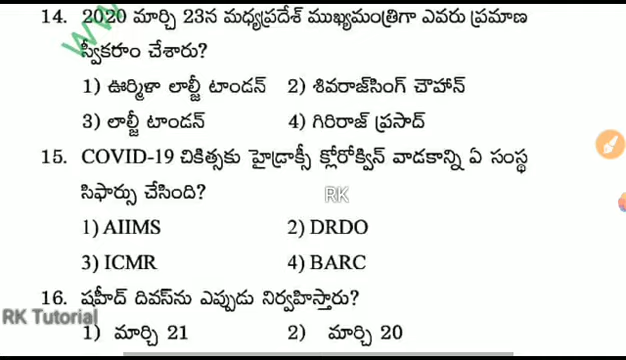 14. 2020 మార్చి 23న మధ్యప్రదేశ్ ముఖ్యమంత్రిగా ఎవరు ప్రమాణ
స్వీకరాం చేశారు?
1) ఊర్మిళా లాల్జీ టాండన్ 2) శివరాజ్‌సింగ్ చౌహాన్
3) లాల్జీ టాండన్ 4) గిరిరాజ్ ప్రసాద్
15. COVID-19 చికిత్సకు హైడ్రాక్సీ క్లోరోక్విన్ వాడకాన్ని ఏ సంస్థ
సిఫార్సు చేసింది?
RK
1) AIIMS 2) DRDO
3) ICMR 4) BARC
16. షహీద్ దివస్‌ను ఎప్పుడు నిర్వహిస్తారు?
RK Tutorial
1) మార్చి 21 2) మార్చి 20